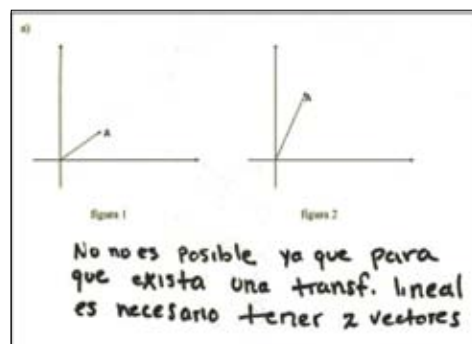 a)
A
A
figura 1
figura 2
No no es posible ya que para
que exista una transf. lineal
es necesario tener 2 vectores